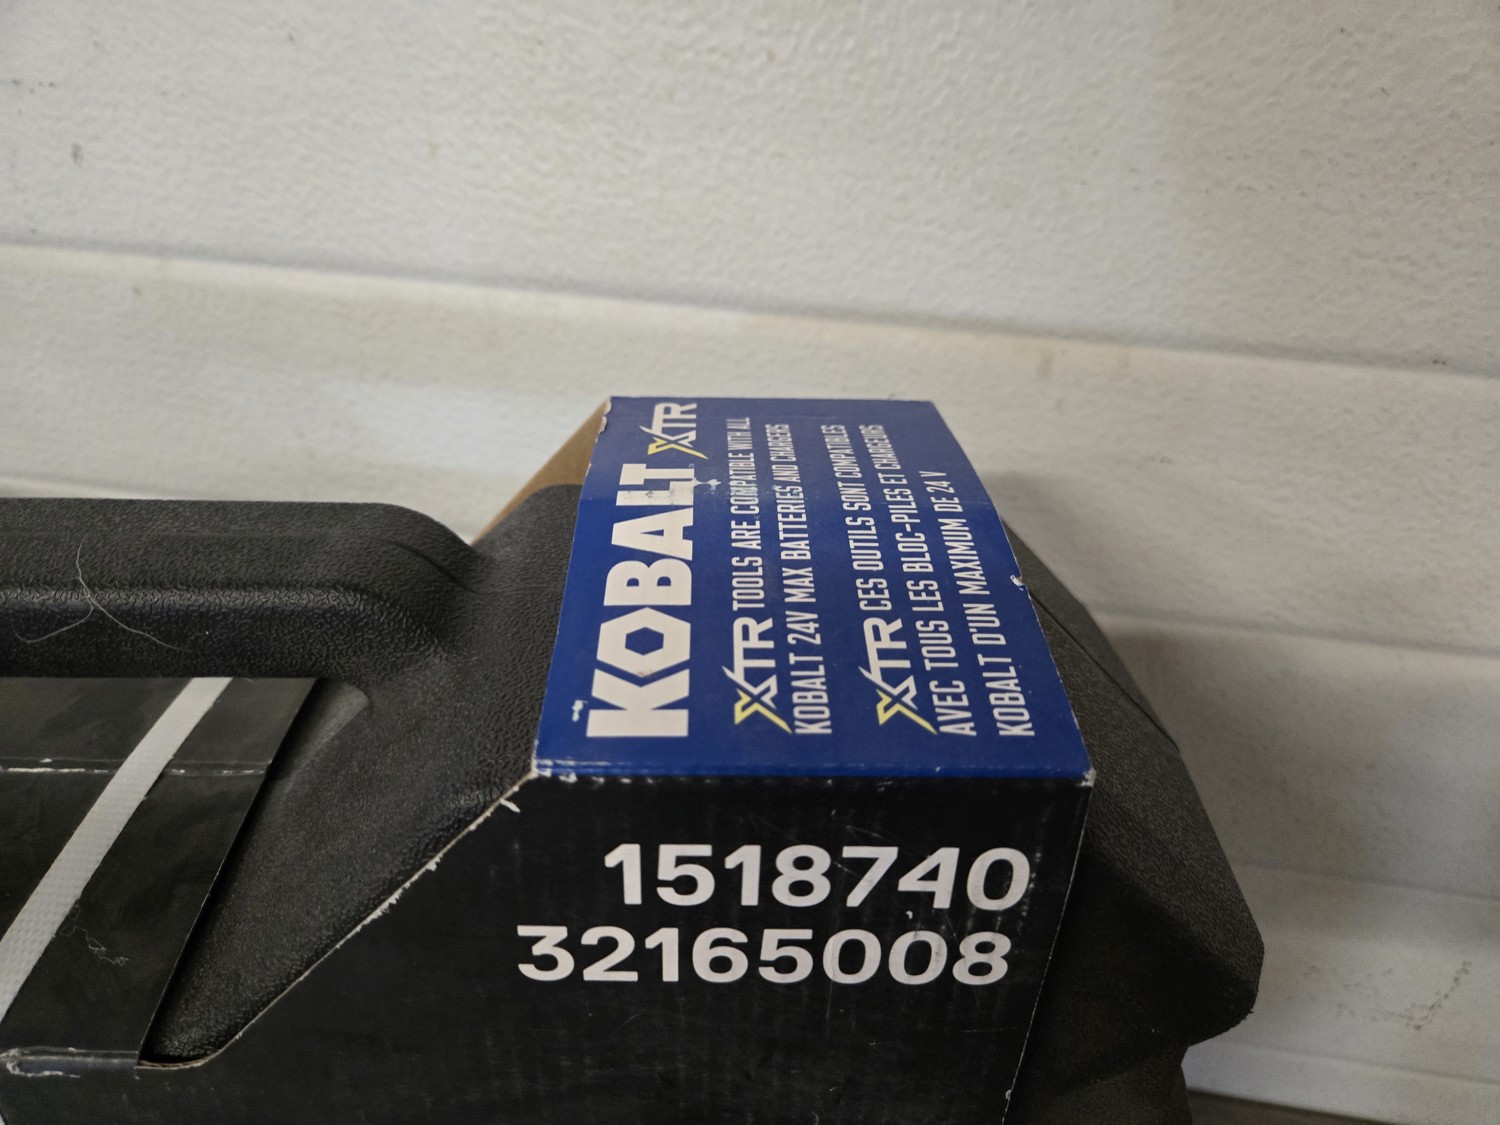 KOBALT XTR
XTR TOOLS ARE COMPATIBLE WITH ALL
KOBALT 24V MAX BATTERIES AND CHARGERS
XTR CES OUTILS SONT COMPATIBLES
AVEC TOUS LES BLOC-PILES ET CHARGEURS
KOBALT D'UN MAXIMUM DE 24 V
1518740
32165008